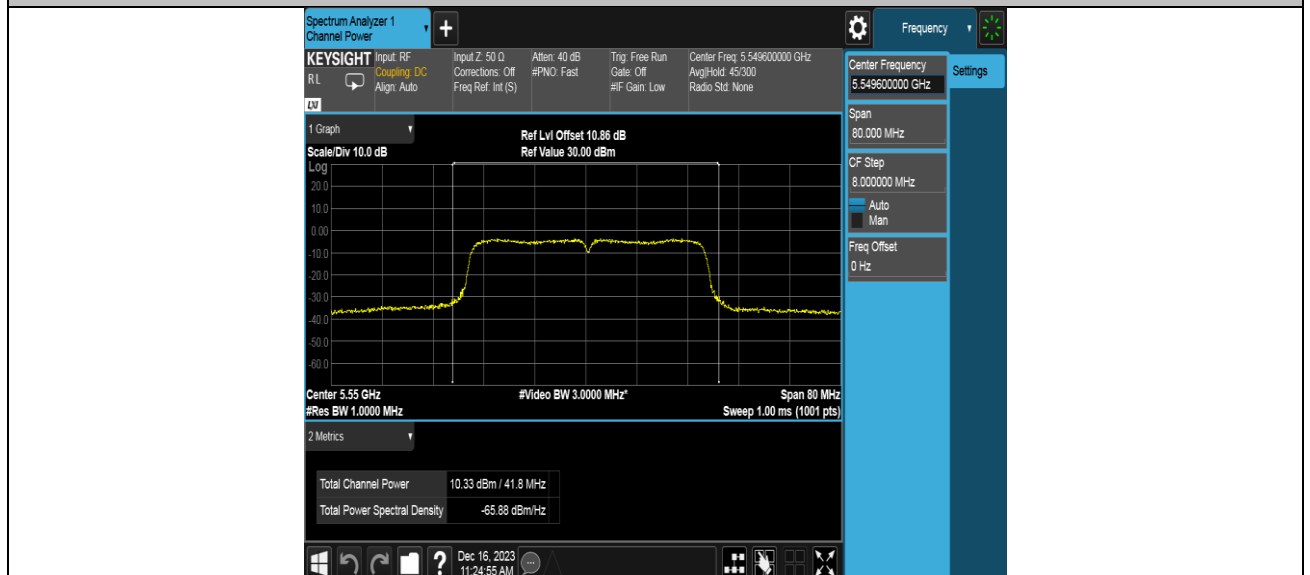 Spectrum Analyzer 1
Channel Power
+
Frequency
KEYSIGHT
RL
LXI
Input: RF
Coupling: DC
Align: Auto
Input Z: 50 Ω
Corrections: Off
Freq Ref: Int (S)
Atten: 40 dB
#PNO: Fast
Trig: Free Run
Gate: Off
#IF Gain: Low
Center Freq: 5.549600000 GHz
Avg|Hold: 45/300
Radio Std: None
Center Frequency
5.549600000 GHz
Settings
Span
80.000 MHz
CF Step
8.000000 MHz
Auto
Man
Freq Offset
0 Hz
1 Graph
Scale/Div 10.0 dB
Ref Lvl Offset 10.86 dB
Ref Value 30.00 dBm
Log
20.0
10.0
0.00
-10.0
-20.0
-30.0
-40.0
-50.0
-60.0
Center 5.55 GHz
#Res BW 1.0000 MHz
#Video BW 3.0000 MHz*
Span 80 MHz
Sweep 1.00 ms (1001 pts)
2 Metrics
Total Channel Power 10.33 dBm / 41.8 MHz
Total Power Spectral Density -65.88 dBm/Hz
?
Dec 16, 2023
11:24:55 AM